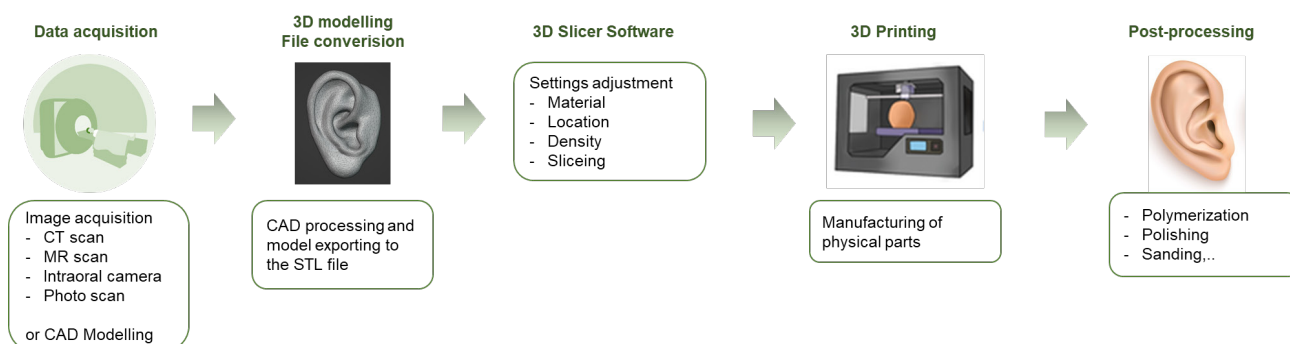 Data acquisition
Image acquisition
- CT scan
- MR scan
- Intraoral camera
- Photo scan
or CAD Modelling
3D modelling
File converision
CAD processing and
model exporting to
the STL file
3D Slicer Software
Settings adjustment
- Material
- Location
- Density
- Sliceing
3D Printing
Manufacturing of
physical parts
Post-processing
- Polymerization
- Polishing
- Sanding,..